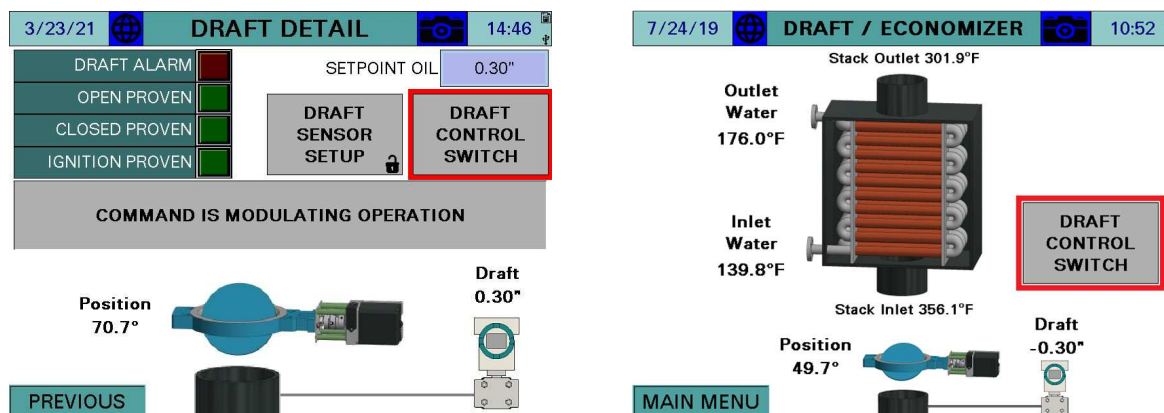 3/23/21
DRAFT DETAIL
14:46
DRAFT ALARM
OPEN PROVEN
CLOSED PROVEN
IGNITION PROVEN
SETPOINT OIL
0.30"
DRAFT
SENSOR
SETUP
DRAFT
CONTROL
SWITCH
COMMAND IS MODULATING OPERATION
Position
70.7°
Draft
0.30"
PREVIOUS
7/24/19
DRAFT / ECONOMIZER
10:52
Stack Outlet 301.9°F
Outlet
Water
176.0°F
Inlet
Water
139.8°F
DRAFT
CONTROL
SWITCH
Stack Inlet 356.1°F
Position
49.7°
Draft
-0.30"
MAIN MENU